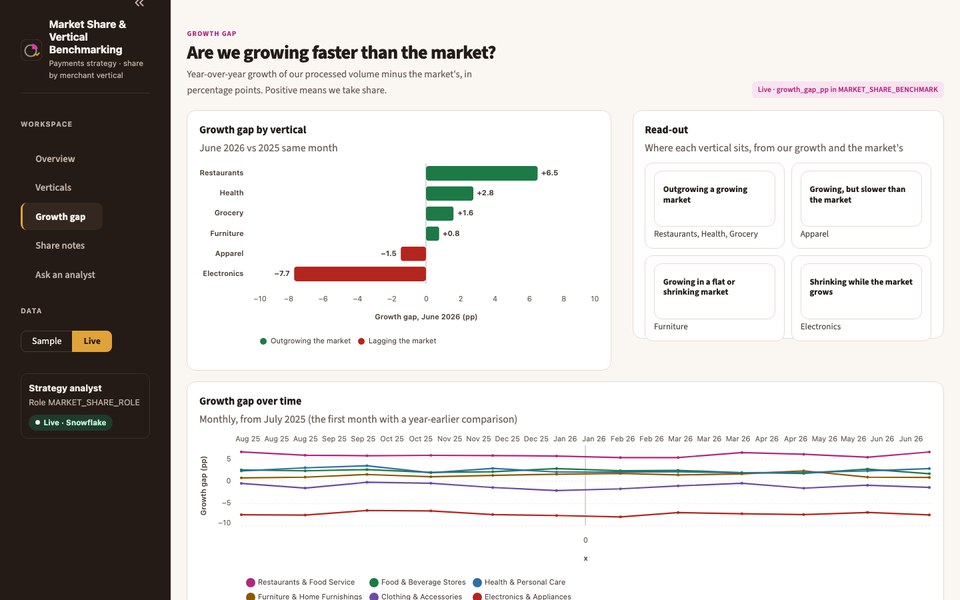 Market Share &
Vertical
Benchmarking
Payments strategy · share
by merchant vertical
WORKSPACE
Overview
Verticals
Growth gap
Share notes
Ask an analyst
DATA
Sample
Live
Strategy analyst
Role MARKET_SHARE_ROLE
Live · Snowflake
GROWTH GAP
Are we growing faster than the market?
Year-over-year growth of our processed volume minus the market's, in
percentage points. Positive means we take share.
Live · growth_gap_pp in MARKET_SHARE_BENCHMARK
Growth gap by vertical
June 2026 vs 2025 same month
Restaurants +6.5
Health +2.8
Grocery +1.6
Furniture +0.8
Apparel −1.5
Electronics −7.7
−10 −8 −6 −4 −2 0 2 4 6 8 10
Growth gap, June 2026 (pp)
Outgrowing the market Lagging the market
Read-out
Where each vertical sits, from our growth and the market's
Outgrowing a growing
market
Restaurants, Health, Grocery
Growing, but slower than
the market
Apparel
Growing in a flat or
shrinking market
Furniture
Shrinking while the market
grows
Electronics
Growth gap over time
Monthly, from July 2025 (the first month with a year-earlier comparison)
Aug 25 Aug 25 Aug 25 Sep 25 Sep 25 Oct 25 Oct 25 Nov 25 Nov 25 Dec 25 Dec 25 Jan 26 Jan 26 Feb 26 Feb 26 Mar 26 Mar 26 Mar 26 Apr 26 Apr 26 May 26 May 26 Jun 26 Jun 26
Growth gap (pp)
5
0
−5
−10
0
x
Restaurants & Food Service Food & Beverage Stores Health & Personal Care
Furniture & Home Furnishings Clothing & Accessories Electronics & Appliances